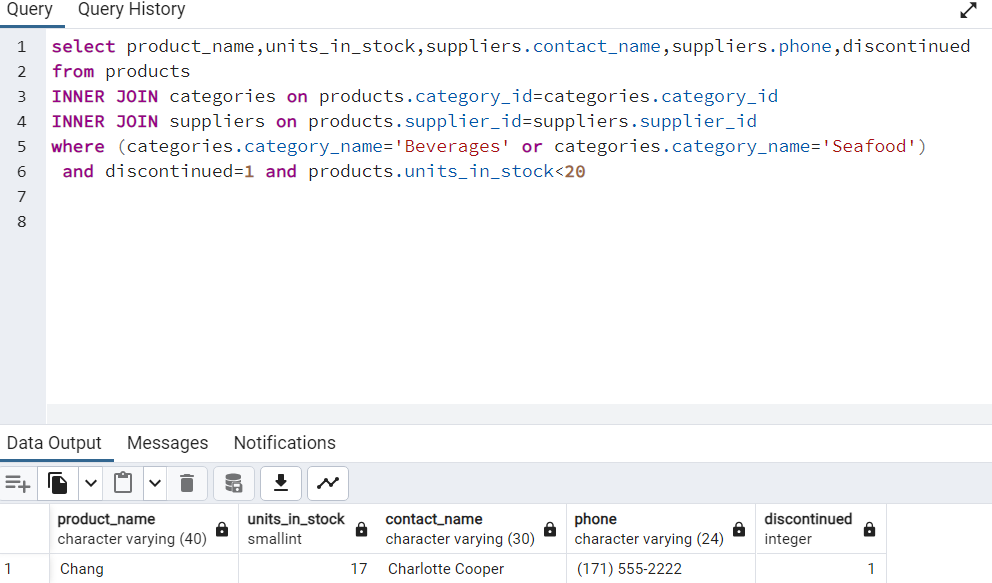 Query Query History
1 select product_name,units_in_stock,suppliers.contact_name,suppliers.phone,discontinued
2 from products
3 INNER JOIN categories on products.category_id=categories.category_id
4 INNER JOIN suppliers on products.supplier_id=suppliers.supplier_id
5 where (categories.category_name='Beverages' or categories.category_name='Seafood')
6 and discontinued=1 and products.units_in_stock<20
7
8
Data Output Messages Notifications
product_name units_in_stock contact_name phone discontinued
character varying (40) smallint character varying (30) character varying (24) integer
1 Chang 17 Charlotte Cooper (171) 555-2222 1